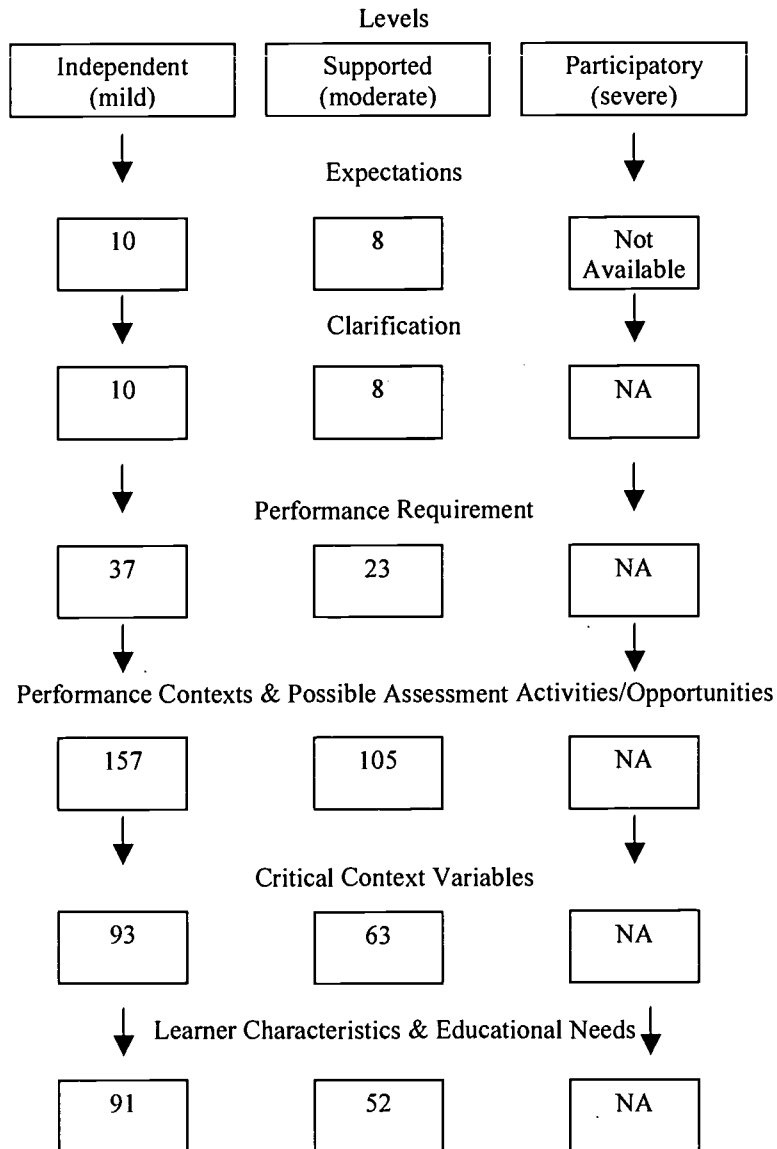 Levels
Independent Supported Participatory
(mild) (moderate) (severe)
Expectations
10 8 Not
Available
Clarification
10 8 NA
Performance Requirement
37 23 NA
Performance Contexts & Possible Assessment Activities/Opportunities
157 105 NA
Critical Context Variables
93 63 NA
Learner Characteristics & Educational Needs
91 52 NA